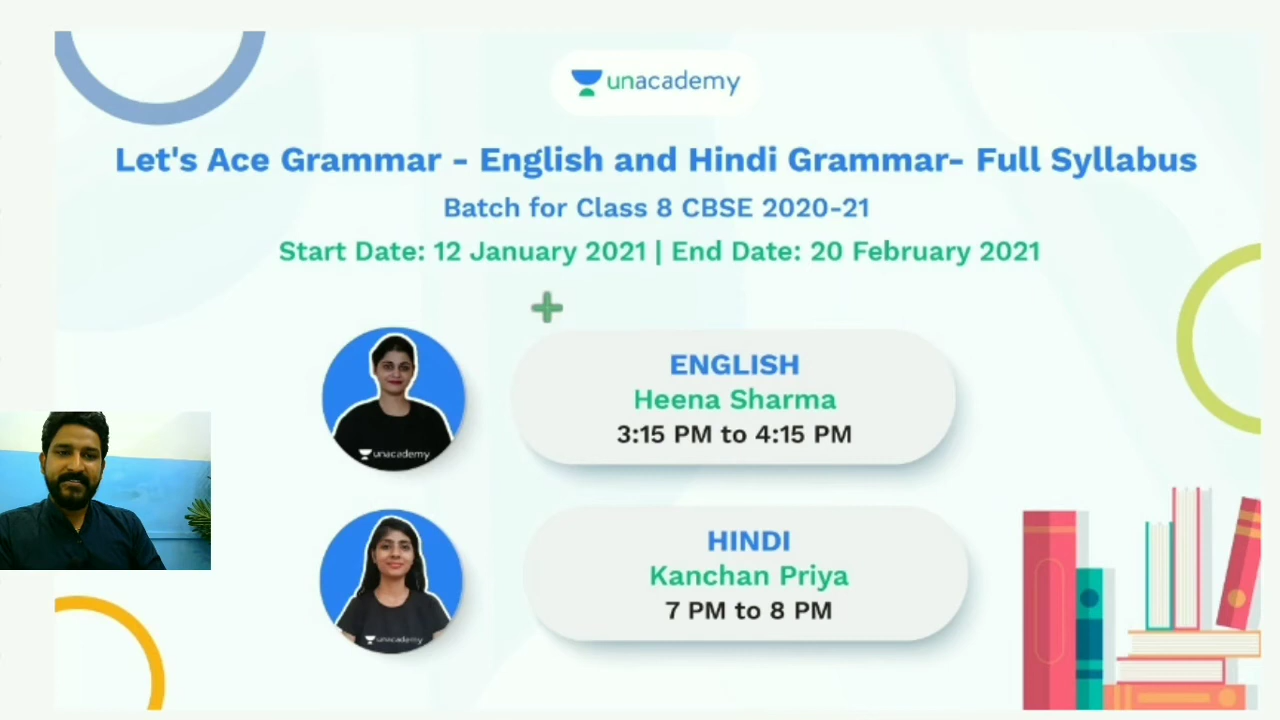 unacademy
Let's Ace Grammar - English and Hindi Grammar- Full Syllabus
Batch for Class 8 CBSE 2020-21
Start Date: 12 January 2021 | End Date: 20 February 2021
ENGLISH
Heena Sharma
3:15 PM to 4:15 PM
unacademy
HINDI
Kanchan Priya
7 PM to 8 PM
unacademy